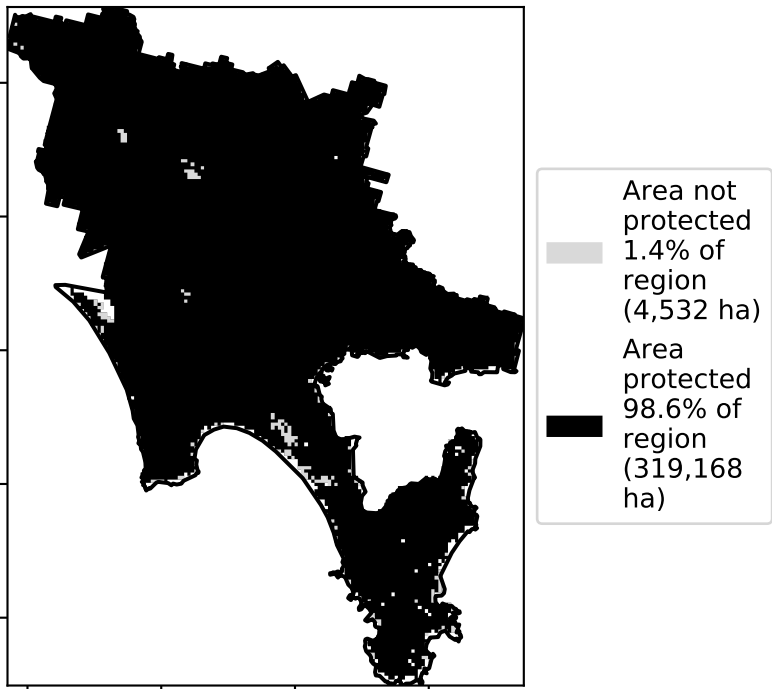 Area not
protected
1.4% of
region
(4,532 ha)
Area
protected
98.6% of
region
(319,168
ha)